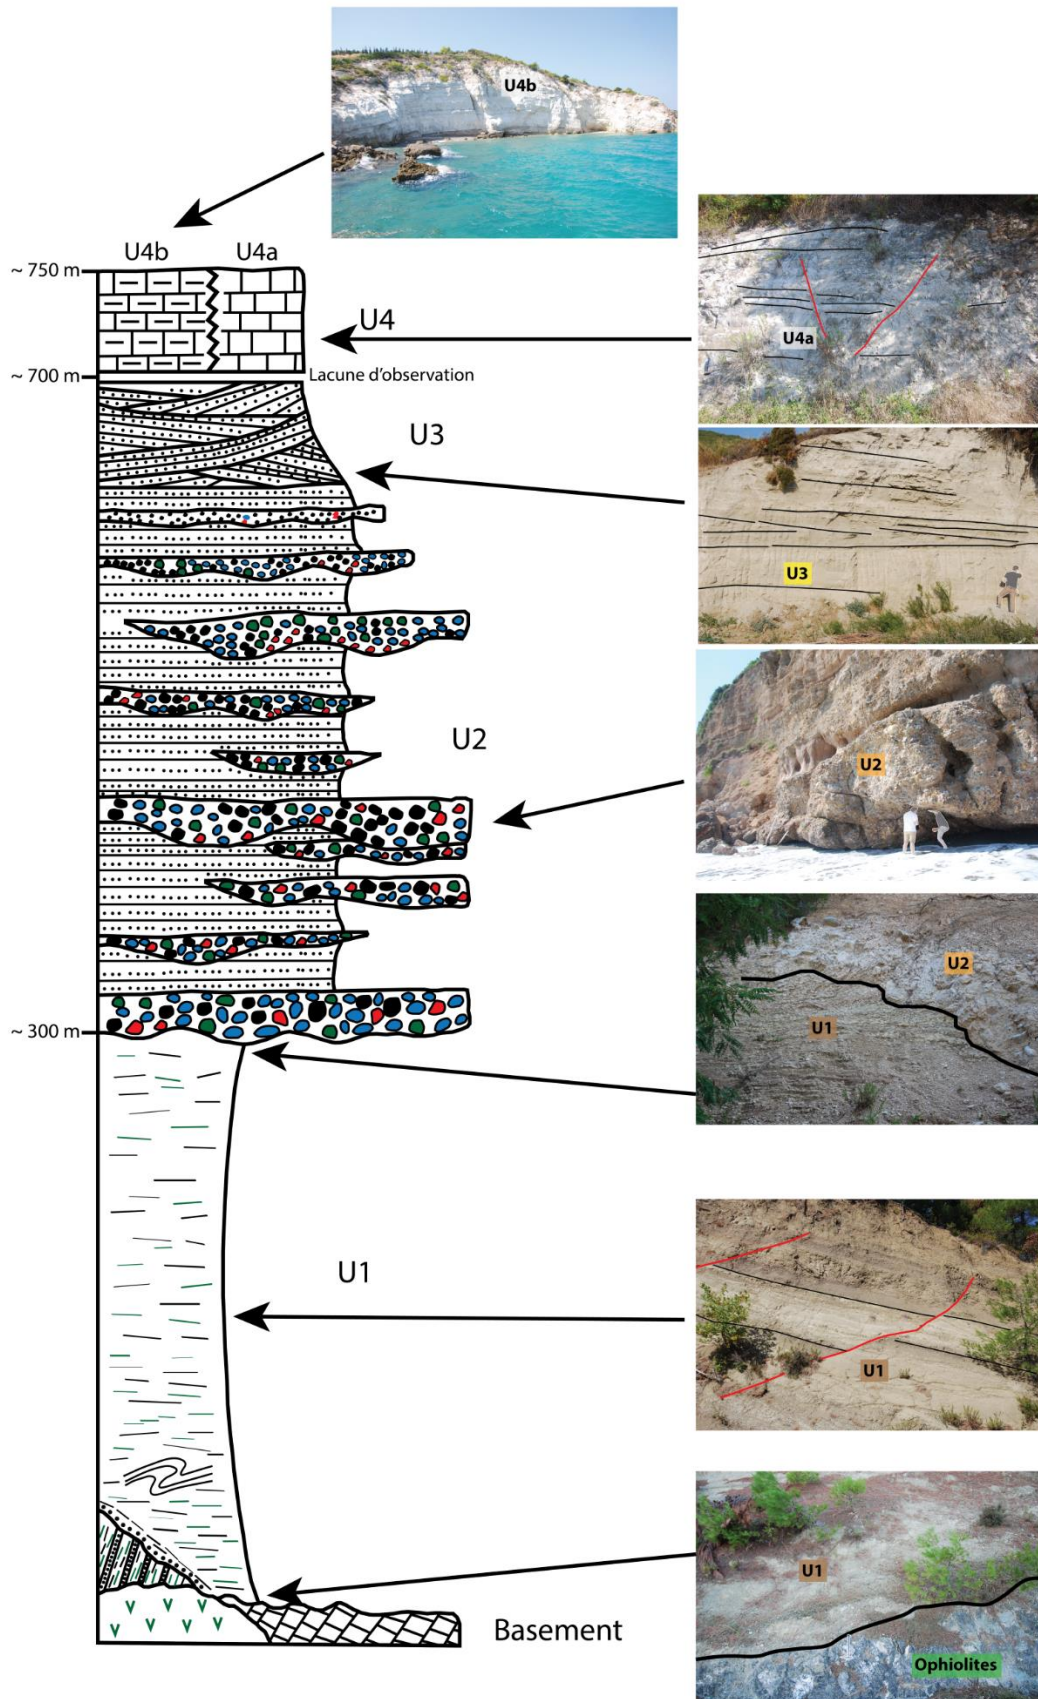 U4b
U4b
U4a
~ 750 m
U4
U4a
~ 700 m
Lacune d'observation
U3
U3
U2
U2
U2
U1
~ 300 m
U1
U1
U1
Basement
Ophiolites